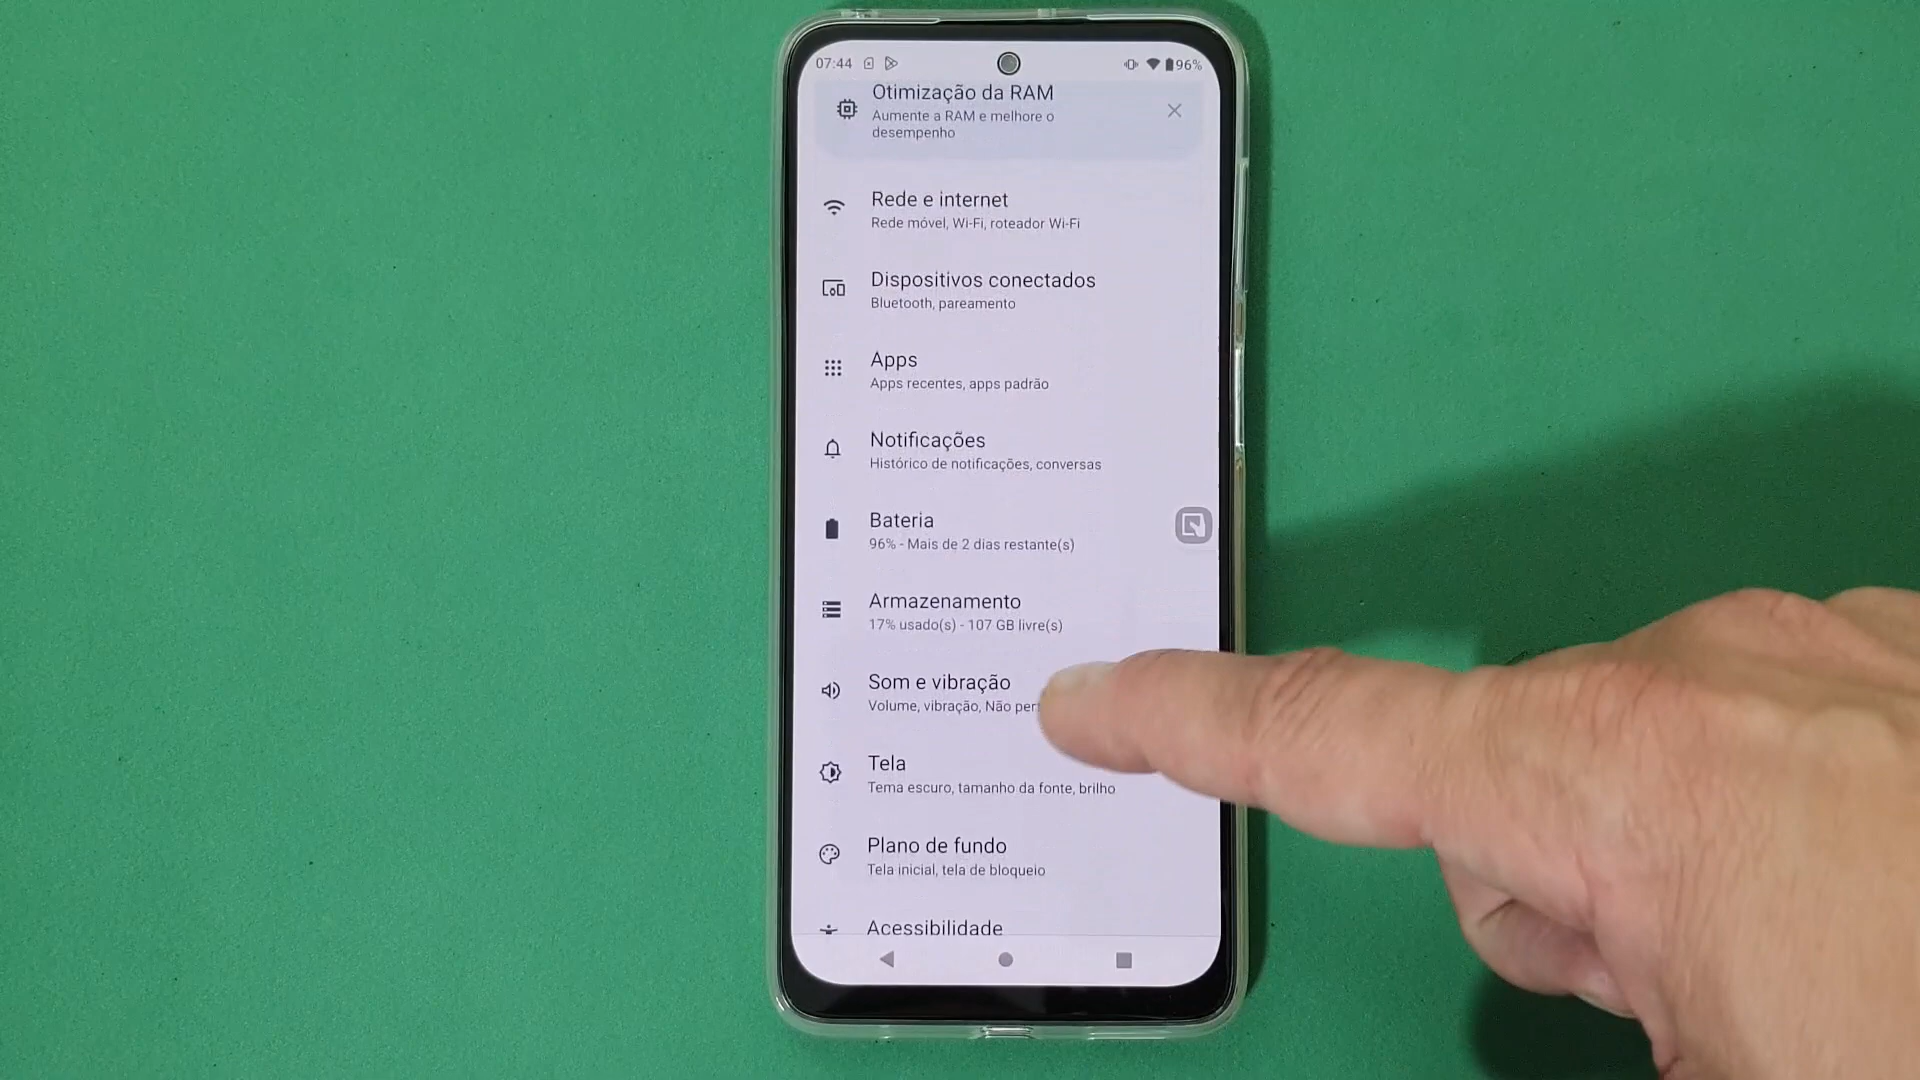 07:44
96%
Otimização da RAM
Aumente a RAM e melhore o
desempenho
Rede e internet
Rede móvel, Wi-Fi, roteador Wi-Fi
Dispositivos conectados
Bluetooth, pareamento
Apps
Apps recentes, apps padrão
Notificações
Histórico de notificações, conversas
Bateria
96% - Mais de 2 dias restante(s)
Armazenamento
17% usado(s) - 107 GB livre(s)
Som e vibração
Volume, vibração, Não
Tela
Tema escuro, tamanho da fonte, brilho
Plano de fundo
Tela inicial, tela de bloqueio
Acessibilidade